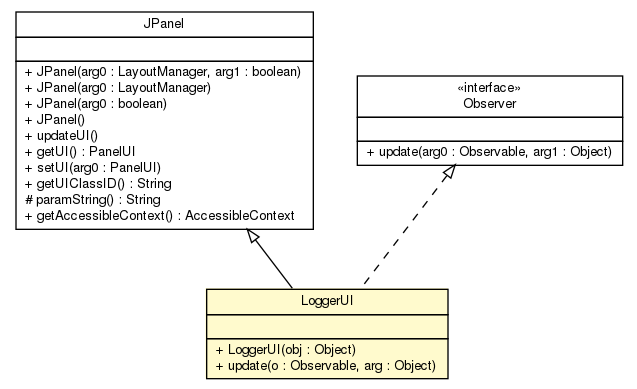 JPanel
+ JPanel(arg0 : LayoutManager, arg1 : boolean)
+ JPanel(arg0 : LayoutManager)
+ JPanel(arg0 : boolean)
+ JPanel()
+ updateUI()
+ getUI() : PanelUI
+ setUI(arg0 : PanelUI)
+ getUIClassID() : String
# paramString() : String
+ getAccessibleContext() : AccessibleContext
«interface»
Observer
+ update(arg0 : Observable, arg1 : Object)
LoggerUI
+ LoggerUI(obj : Object)
+ update(o : Observable, arg : Object)